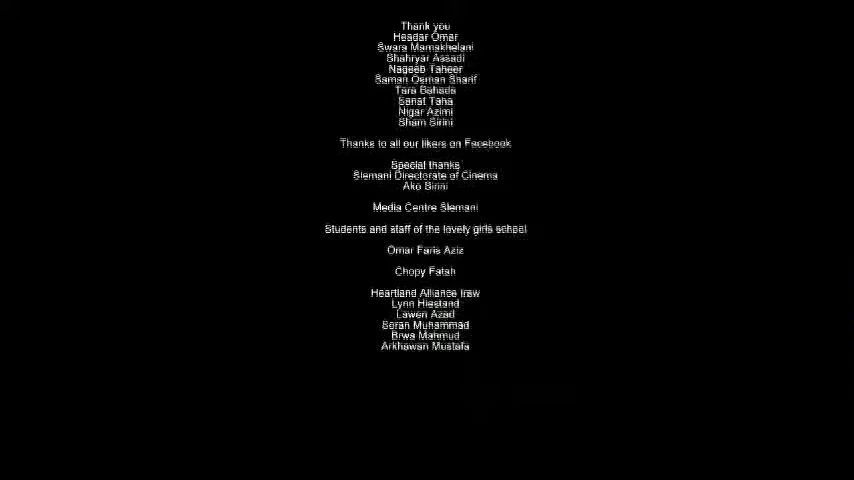 Thank you
Headar Omar
Swara Mamakhelani
Shahryar Assadi
Nageeb Taheer
Saman Osman Sharif
Tara Bahada
Sanat Taha
Nigar Azimi
Sham Sirini
Thanks to all our likers on Facebook
Special thanks
Slemani Directorate of Cinema
Ako Sirini
Media Centre Slemani
Students and staff of the lovely girls school
Omar Faris Aziz
Chopy Fatah
Heartland Alliance Iraw
Lynn Hiestand
Lawen Azad
Soran Muhammad
Brwa Mahmud
Arkhawan Mustafa